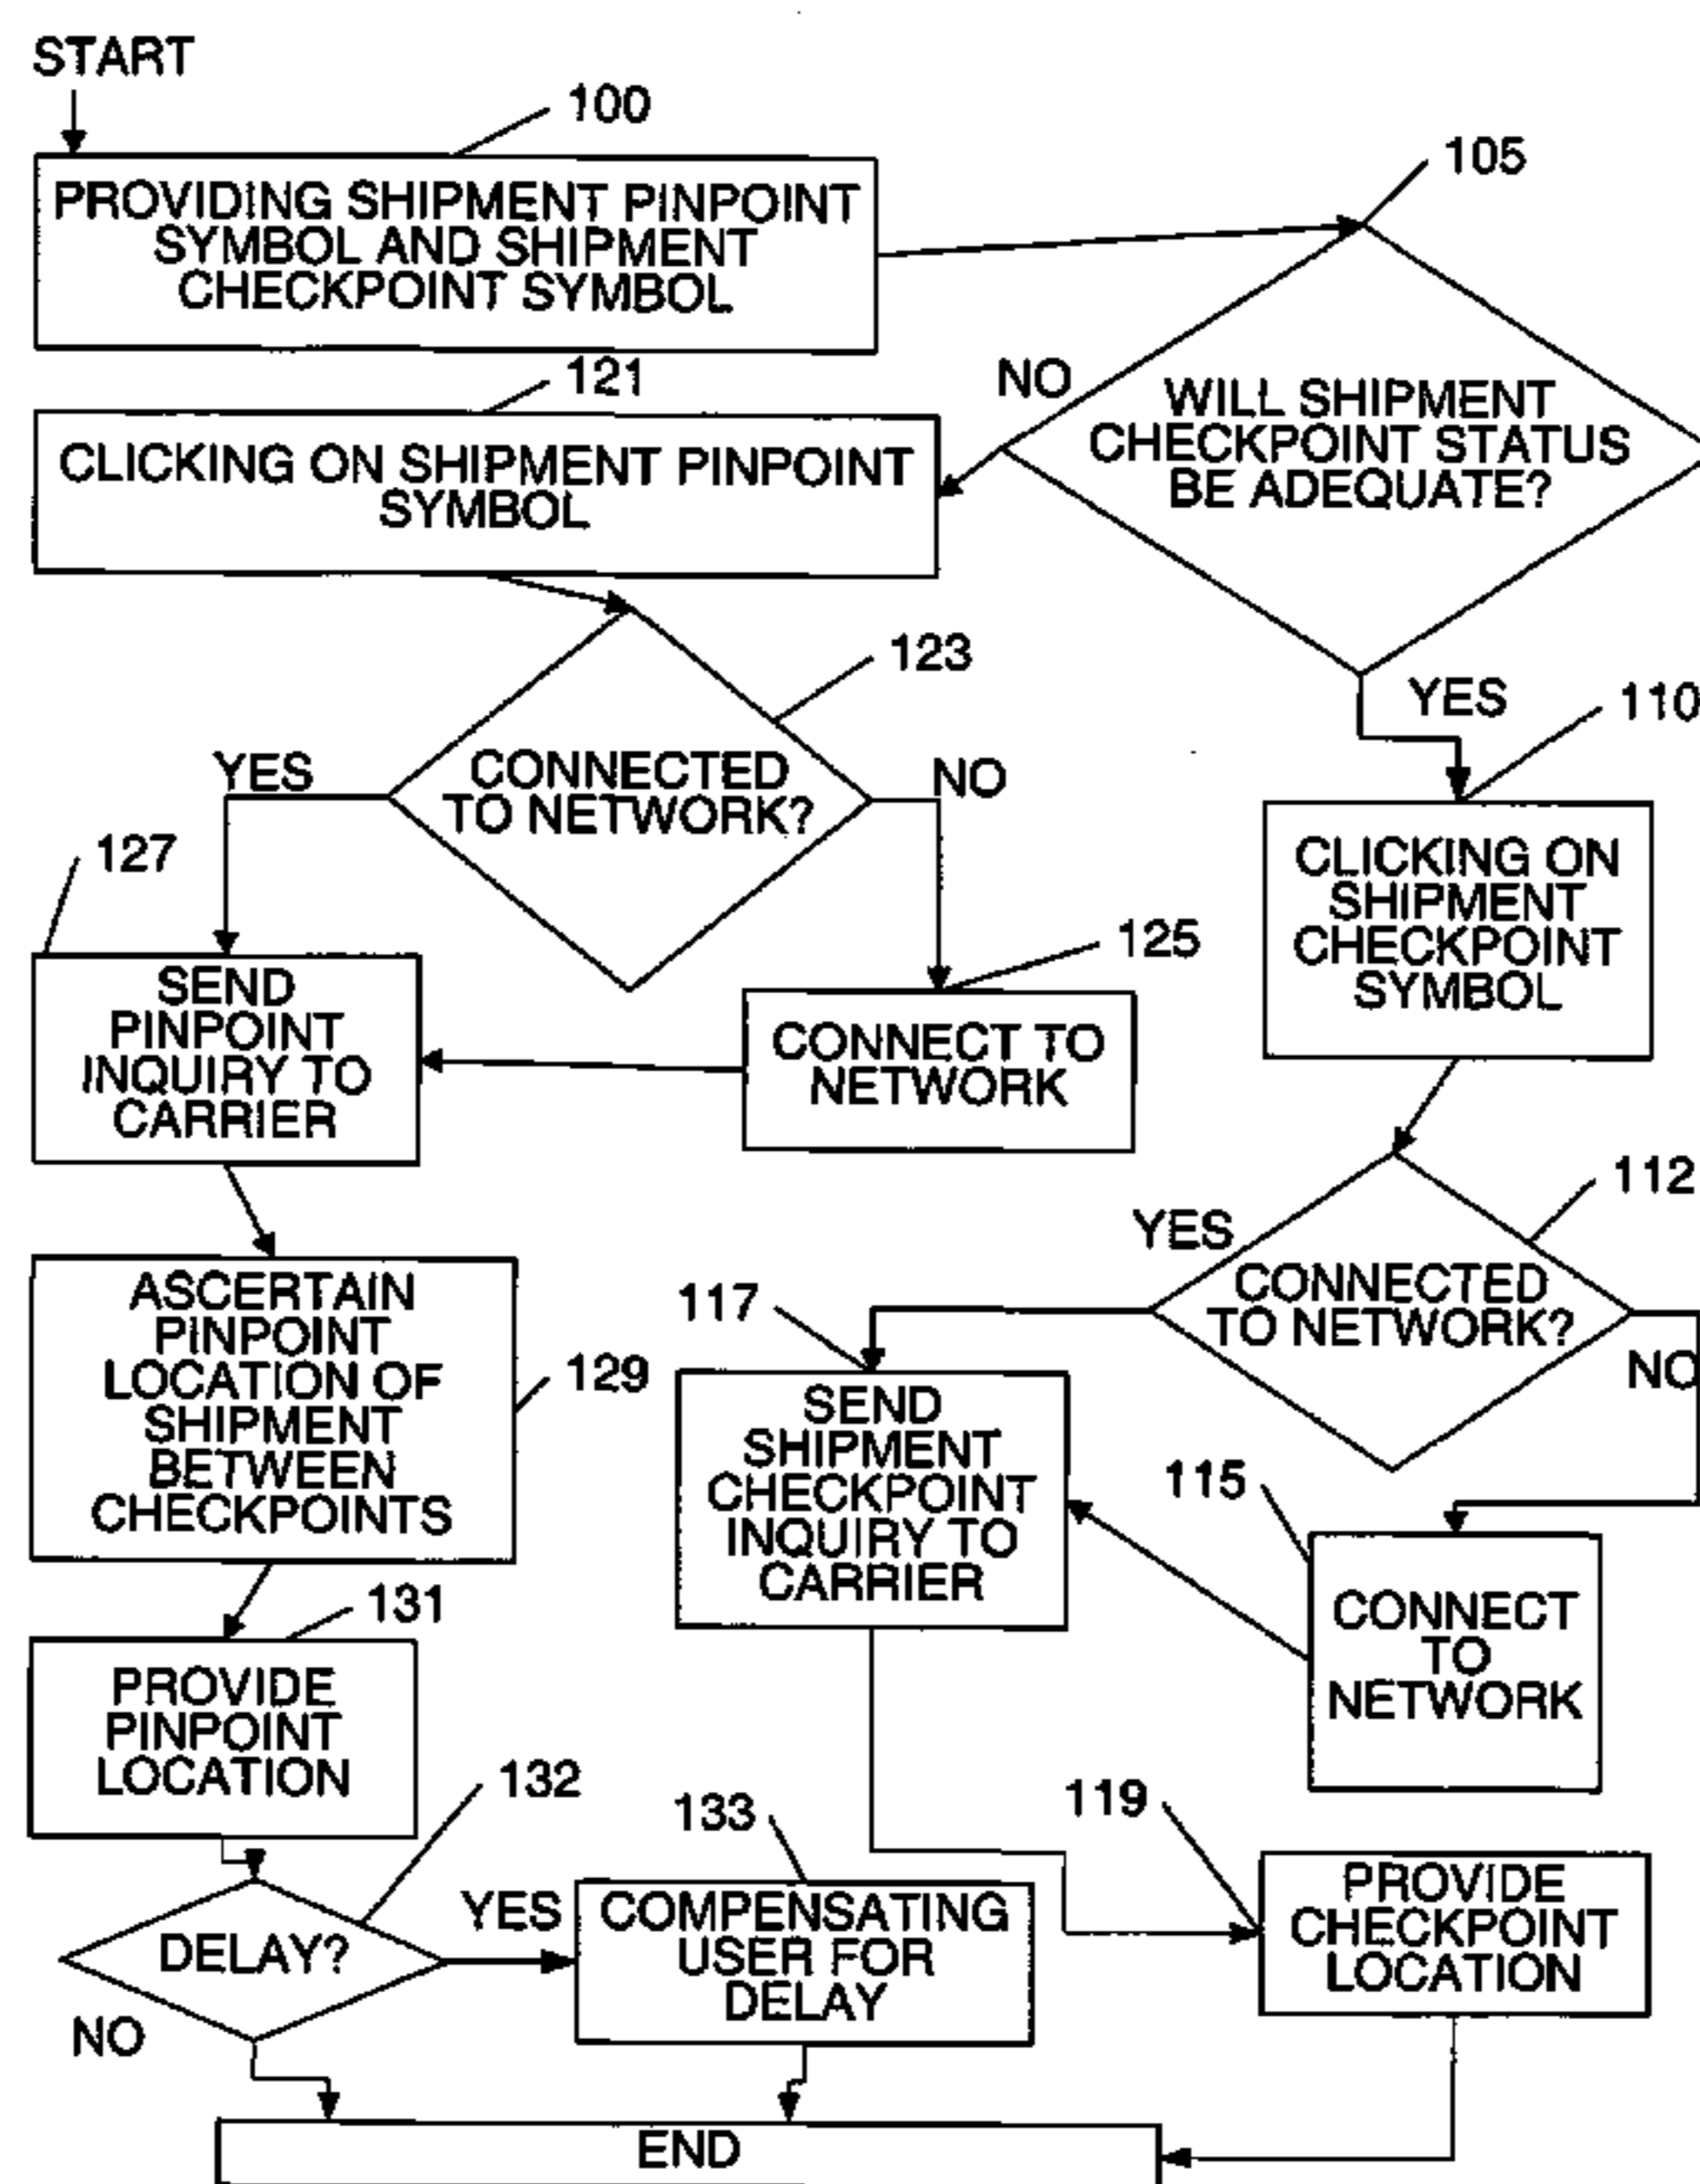 START
100
PROVIDING SHIPMENT PINPOINT
SYMBOL AND SHIPMENT
CHECKPOINT SYMBOL
105
WILL SHIPMENT
CHECKPOINT STATUS
BE ADEQUATE?
NO
121
CLICKING ON SHIPMENT PINPOINT
SYMBOL
123
CONNECTED
TO NETWORK?
YES
NO
YES
110
CLICKING ON
SHIPMENT
CHECKPOINT
SYMBOL
127
SEND
PINPOINT
INQUIRY TO
CARRIER
125
CONNECT TO
NETWORK
112
CONNECTED
TO NETWORK?
YES
NO
117
SEND
SHIPMENT
CHECKPOINT
INQUIRY TO
CARRIER
115
CONNECT
TO
NETWORK
129
ASCERTAIN
PINPOINT
LOCATION OF
SHIPMENT
BETWEEN
CHECKPOINTS
131
PROVIDE
PINPOINT
LOCATION
132
DELAY?
YES
NO
133
COMPENSATING
USER FOR
DELAY
119
PROVIDE
CHECKPOINT
LOCATION
END